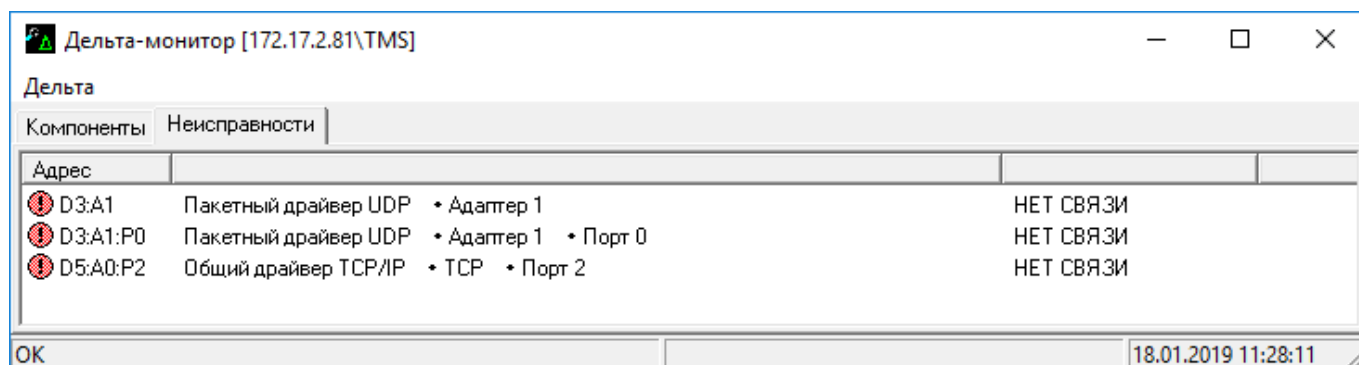 Дельта-монитор [172.17.2.81\TMS]
Дельта
Компоненты Неисправности
Адрес
D3:A1 Пакетный драйвер UDP • Адаптер 1 НЕТ СВЯЗИ
D3:A1:P0 Пакетный драйвер UDP • Адаптер 1 • Порт 0 НЕТ СВЯЗИ
D5:A0:P2 Общий драйвер TCP/IP • TCP • Порт 2 НЕТ СВЯЗИ
OK 18.01.2019 11:28:11